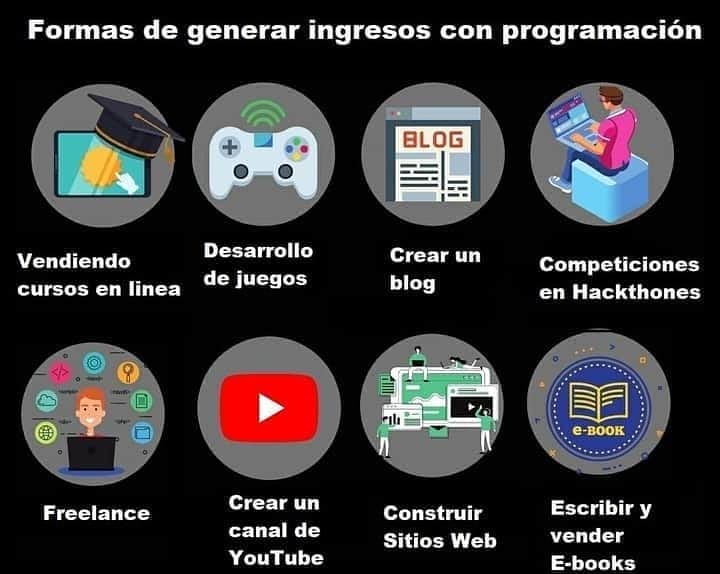 Formas de generar ingresos con programación
BLOG
Vendiendo
cursos en linea
Desarrollo
de juegos
Crear un
blog
Competiciones
en Hackthones
e-BOOK
Freelance
Crear un
canal de
YouTube
Construir
Sitios Web
Escribir y
vender
E-books